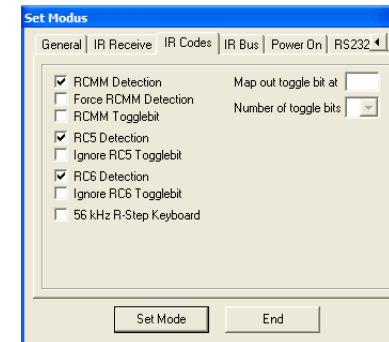 Set Modus
General IR Receive IR Codes IR Bus Power On RS232
RCMM Detection
Force RCMM Detection
RCMM Togglebit
RC5 Detection
Ignore RC5 Togglebit
RC6 Detection
Ignore RC6 Togglebit
56 kHz R-Step Keyboard
Map out toggle bit at
Number of toggle bits
Set Mode End